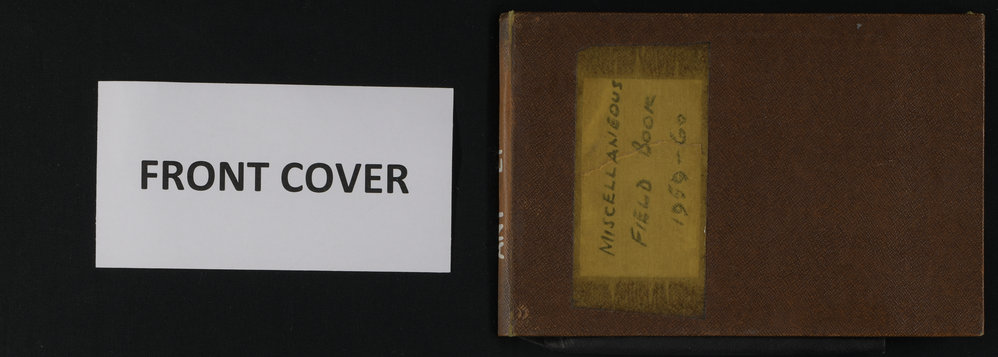 FRONT COVER
MISCELLANEOUS
FIELD BOOK
1959-60